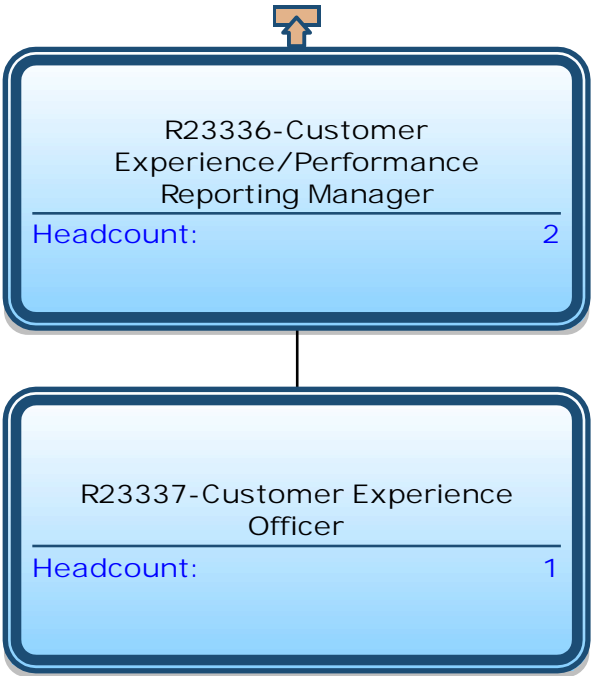 R23336-Customer
Experience/Performance
Reporting Manager
Headcount: 2
R23337-Customer Experience
Officer
Headcount: 1